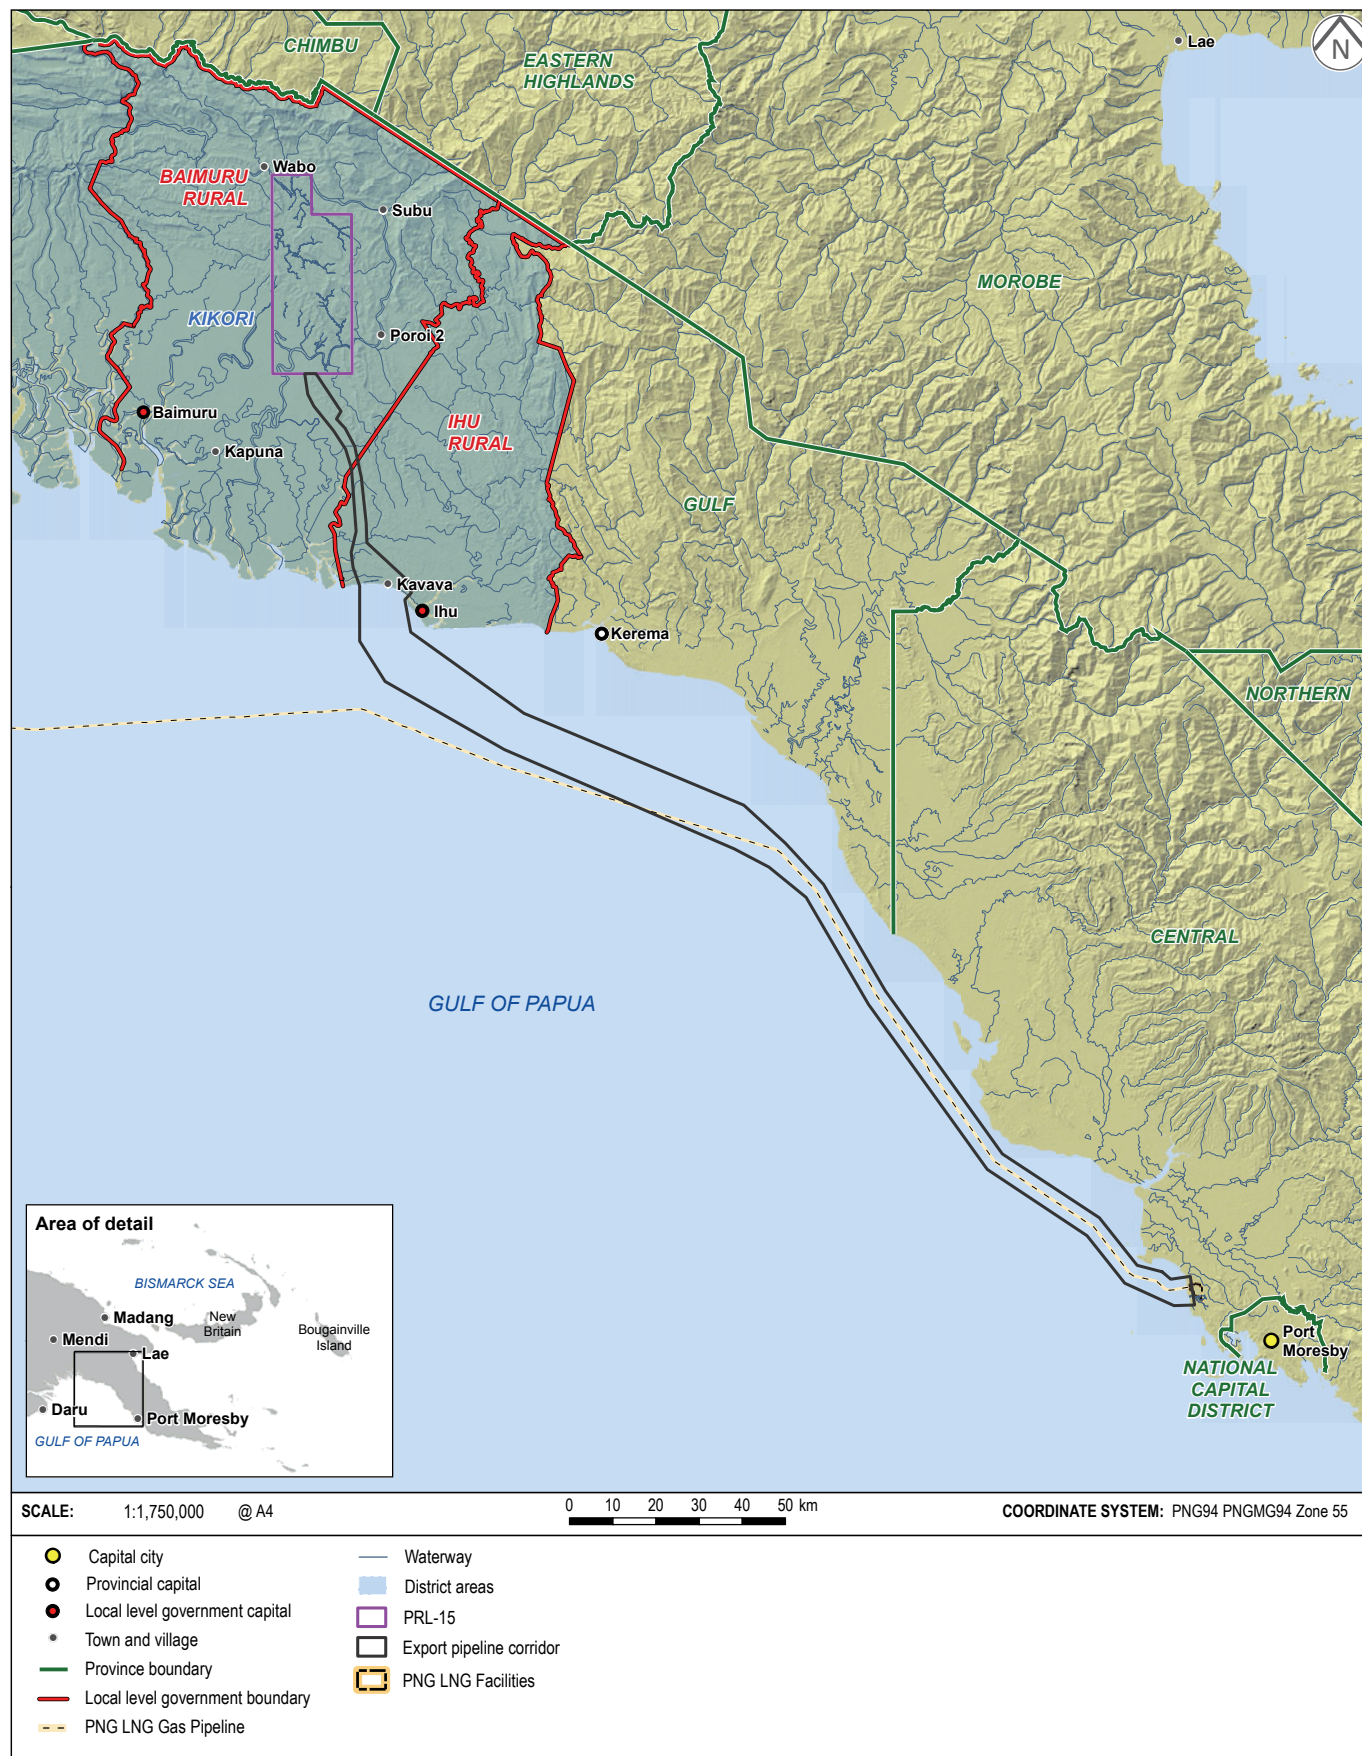 CHIMBU
EASTERN
HIGHLANDS
Lae
N
Wabo
BAIMURU
RURAL
Subu
MOROBE
KIKORI
Poroi 2
Baimuru
IHU
RURAL
Kapuna
GULF
Kavava
Ihu
Kerema
NORTHERN
CENTRAL
GULF OF PAPUA
Port
Moresby
NATIONAL
CAPITAL
DISTRICT
Area of detail
BISMARCK SEA
Madang
New
Britain
Bougainville
Island
Mendi
Lae
Daru
Port Moresby
GULF OF PAPUA
SCALE: 1:1,750,000 @ A4
0 10 20 30 40 50 km
COORDINATE SYSTEM: PNG94 PNGMG94 Zone 55
Capital city
Provincial capital
Local level government capital
Town and village
Province boundary
Local level government boundary
PNG LNG Gas Pipeline
Waterway
District areas
PRL-15
Export pipeline corridor
PNG LNG Facilities